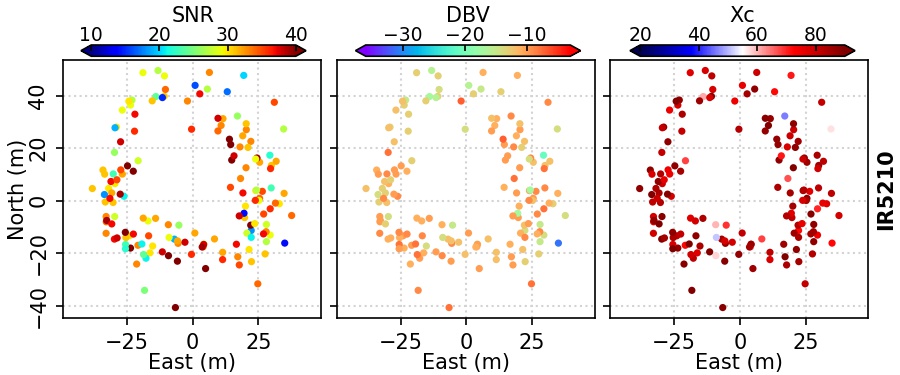 SNR DBV Xc
10 20 30 40 −30 −20 −10 20 40 60 80
40
20
0
−20
−40
North (m)
−25 0 25 −25 0 25 −25 0 25
East (m) East (m) East (m)
IR5210